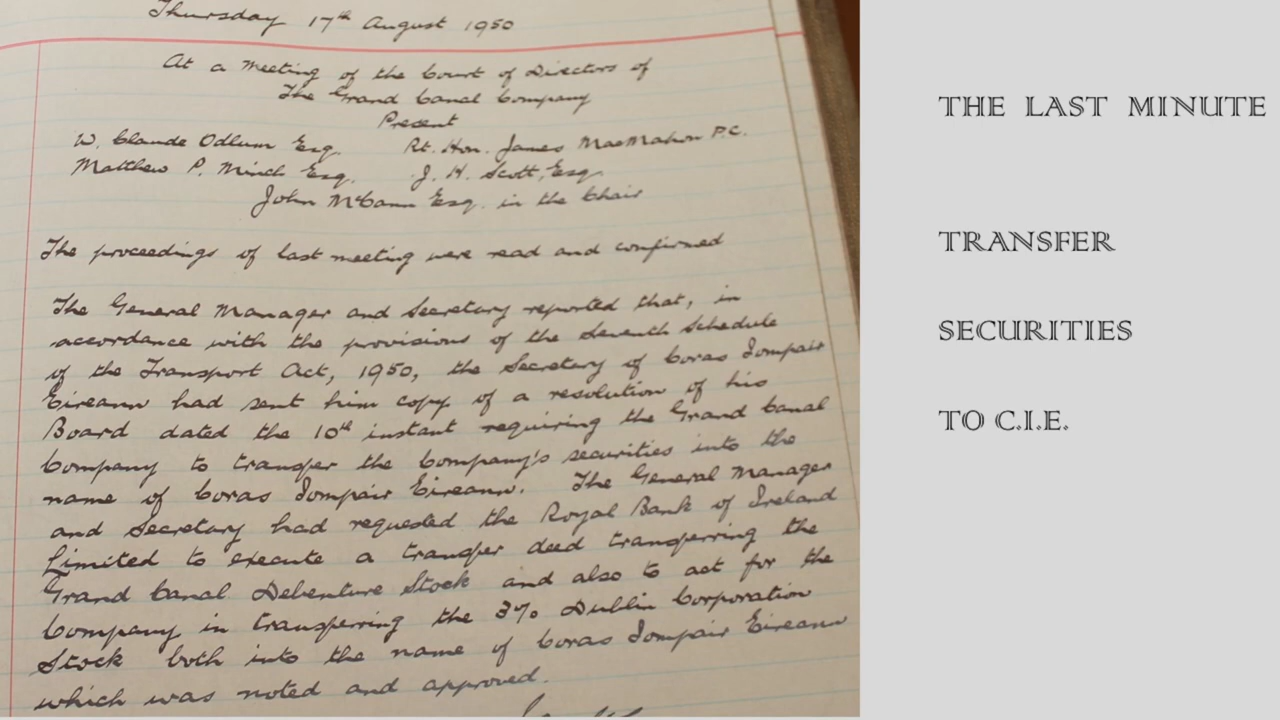 Thursday 17th August 1950
At a Meeting of the Court of Directors of
The Grand Canal Company
Present
W. Claude Odlum Esq. Rt. Hon. James MacMahon P.C.
Matthew P. Minch Esq. J. H. Scott, Esq.
John McCann Esq. in the Chair
The proceedings of last meeting were read and confirmed
The General Manager and Secretary reported that, in
accordance with the provisions of the Seventh Schedule
of the Transport Act, 1950, the Secretary of Coras Iompair
Eireann had sent him copy of a resolution of his
Board dated the 10th instant requiring the Grand Canal
Company to transfer the Company's securities into the
name of Coras Iompair Eireann. The General Manager
and Secretary had requested the Royal Bank of Ireland
Limited to execute a transfer deed transferring the
Grand Canal Debenture Stock and also to act for the
Company in transferring the 3% Dublin Corporation
Stock both into the name of Coras Iompair Eireann
which was noted and approved.
THE LAST MINUTE
TRANSFER
SECURITIES
TO C.I.E.